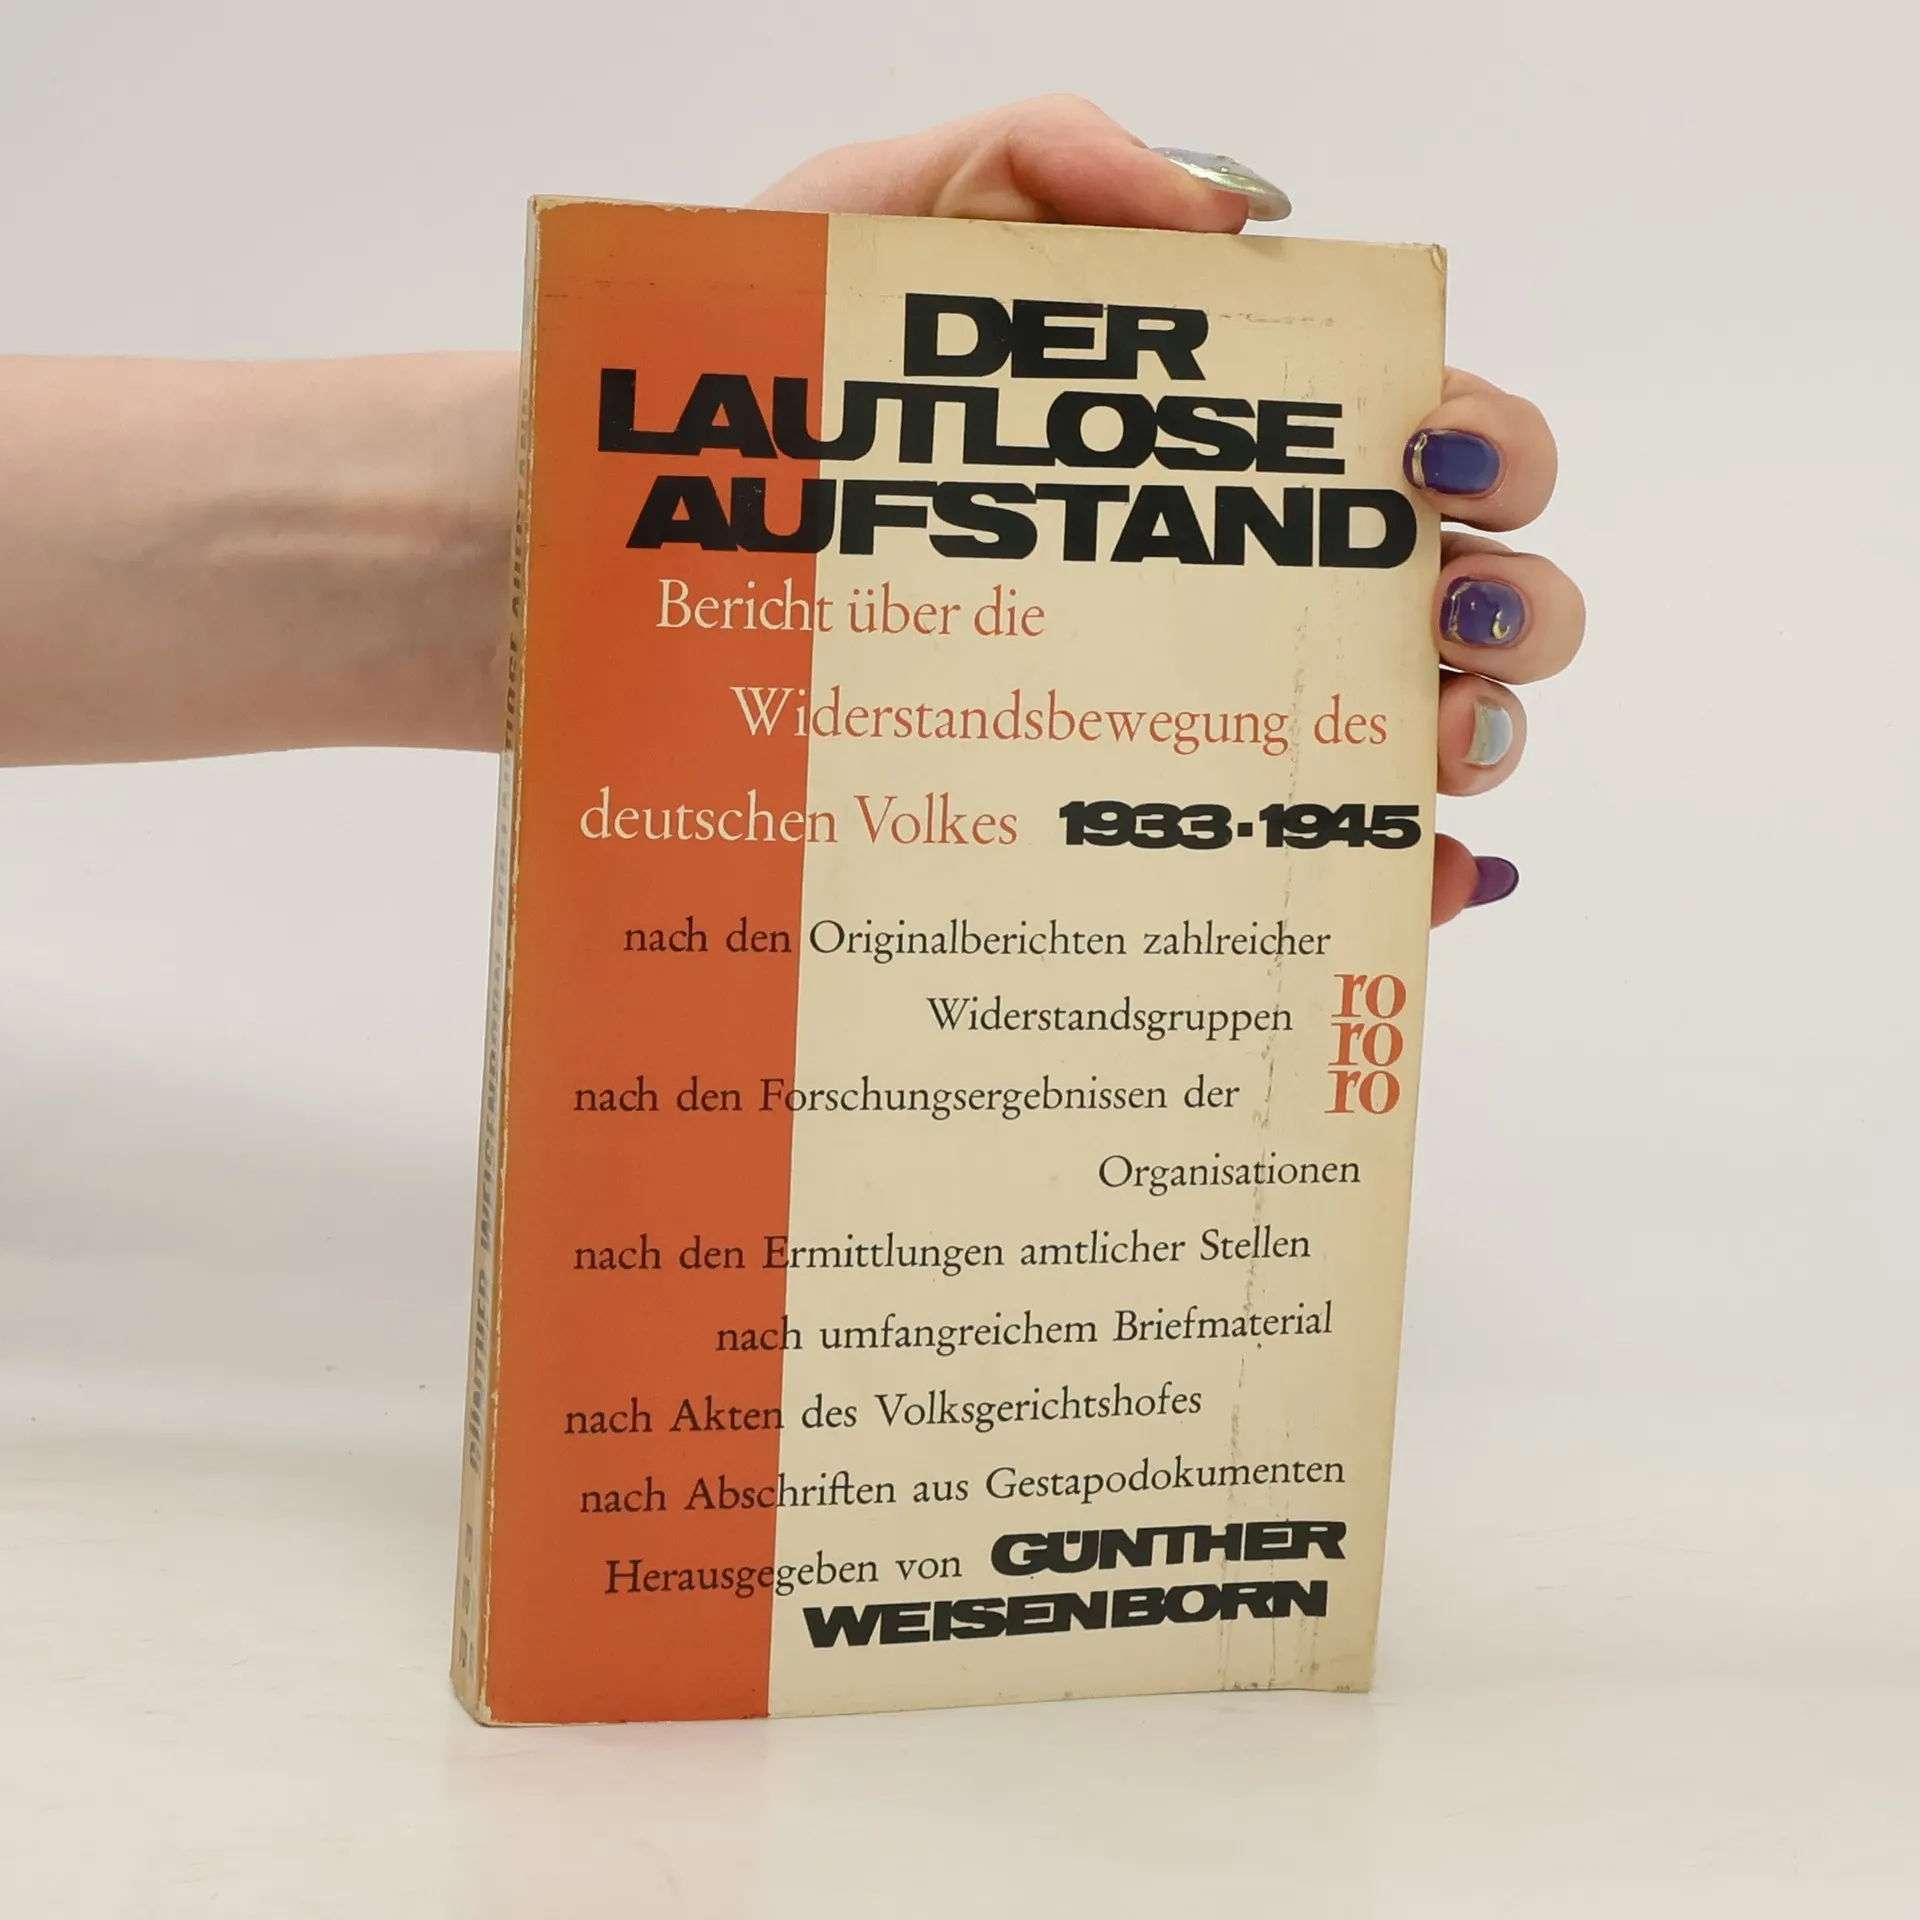 DER
LAUTLOSE
AUFSTAND
Bericht über die
Widerstandsbewegung des
deutschen Volkes 1933-1945
nach den Originalberichten zahlreicher
Widerstandsgruppen
ro
ro
ro
nach den Forschungsergebnissen der
Organisationen
nach den Ermittlungen amtlicher Stellen
nach umfangreichem Briefmaterial
nach Akten des Volksgerichtshofes
nach Abschriften aus Gestapodokumenten
Herausgegeben von GÜNTHER
WEISENBORN